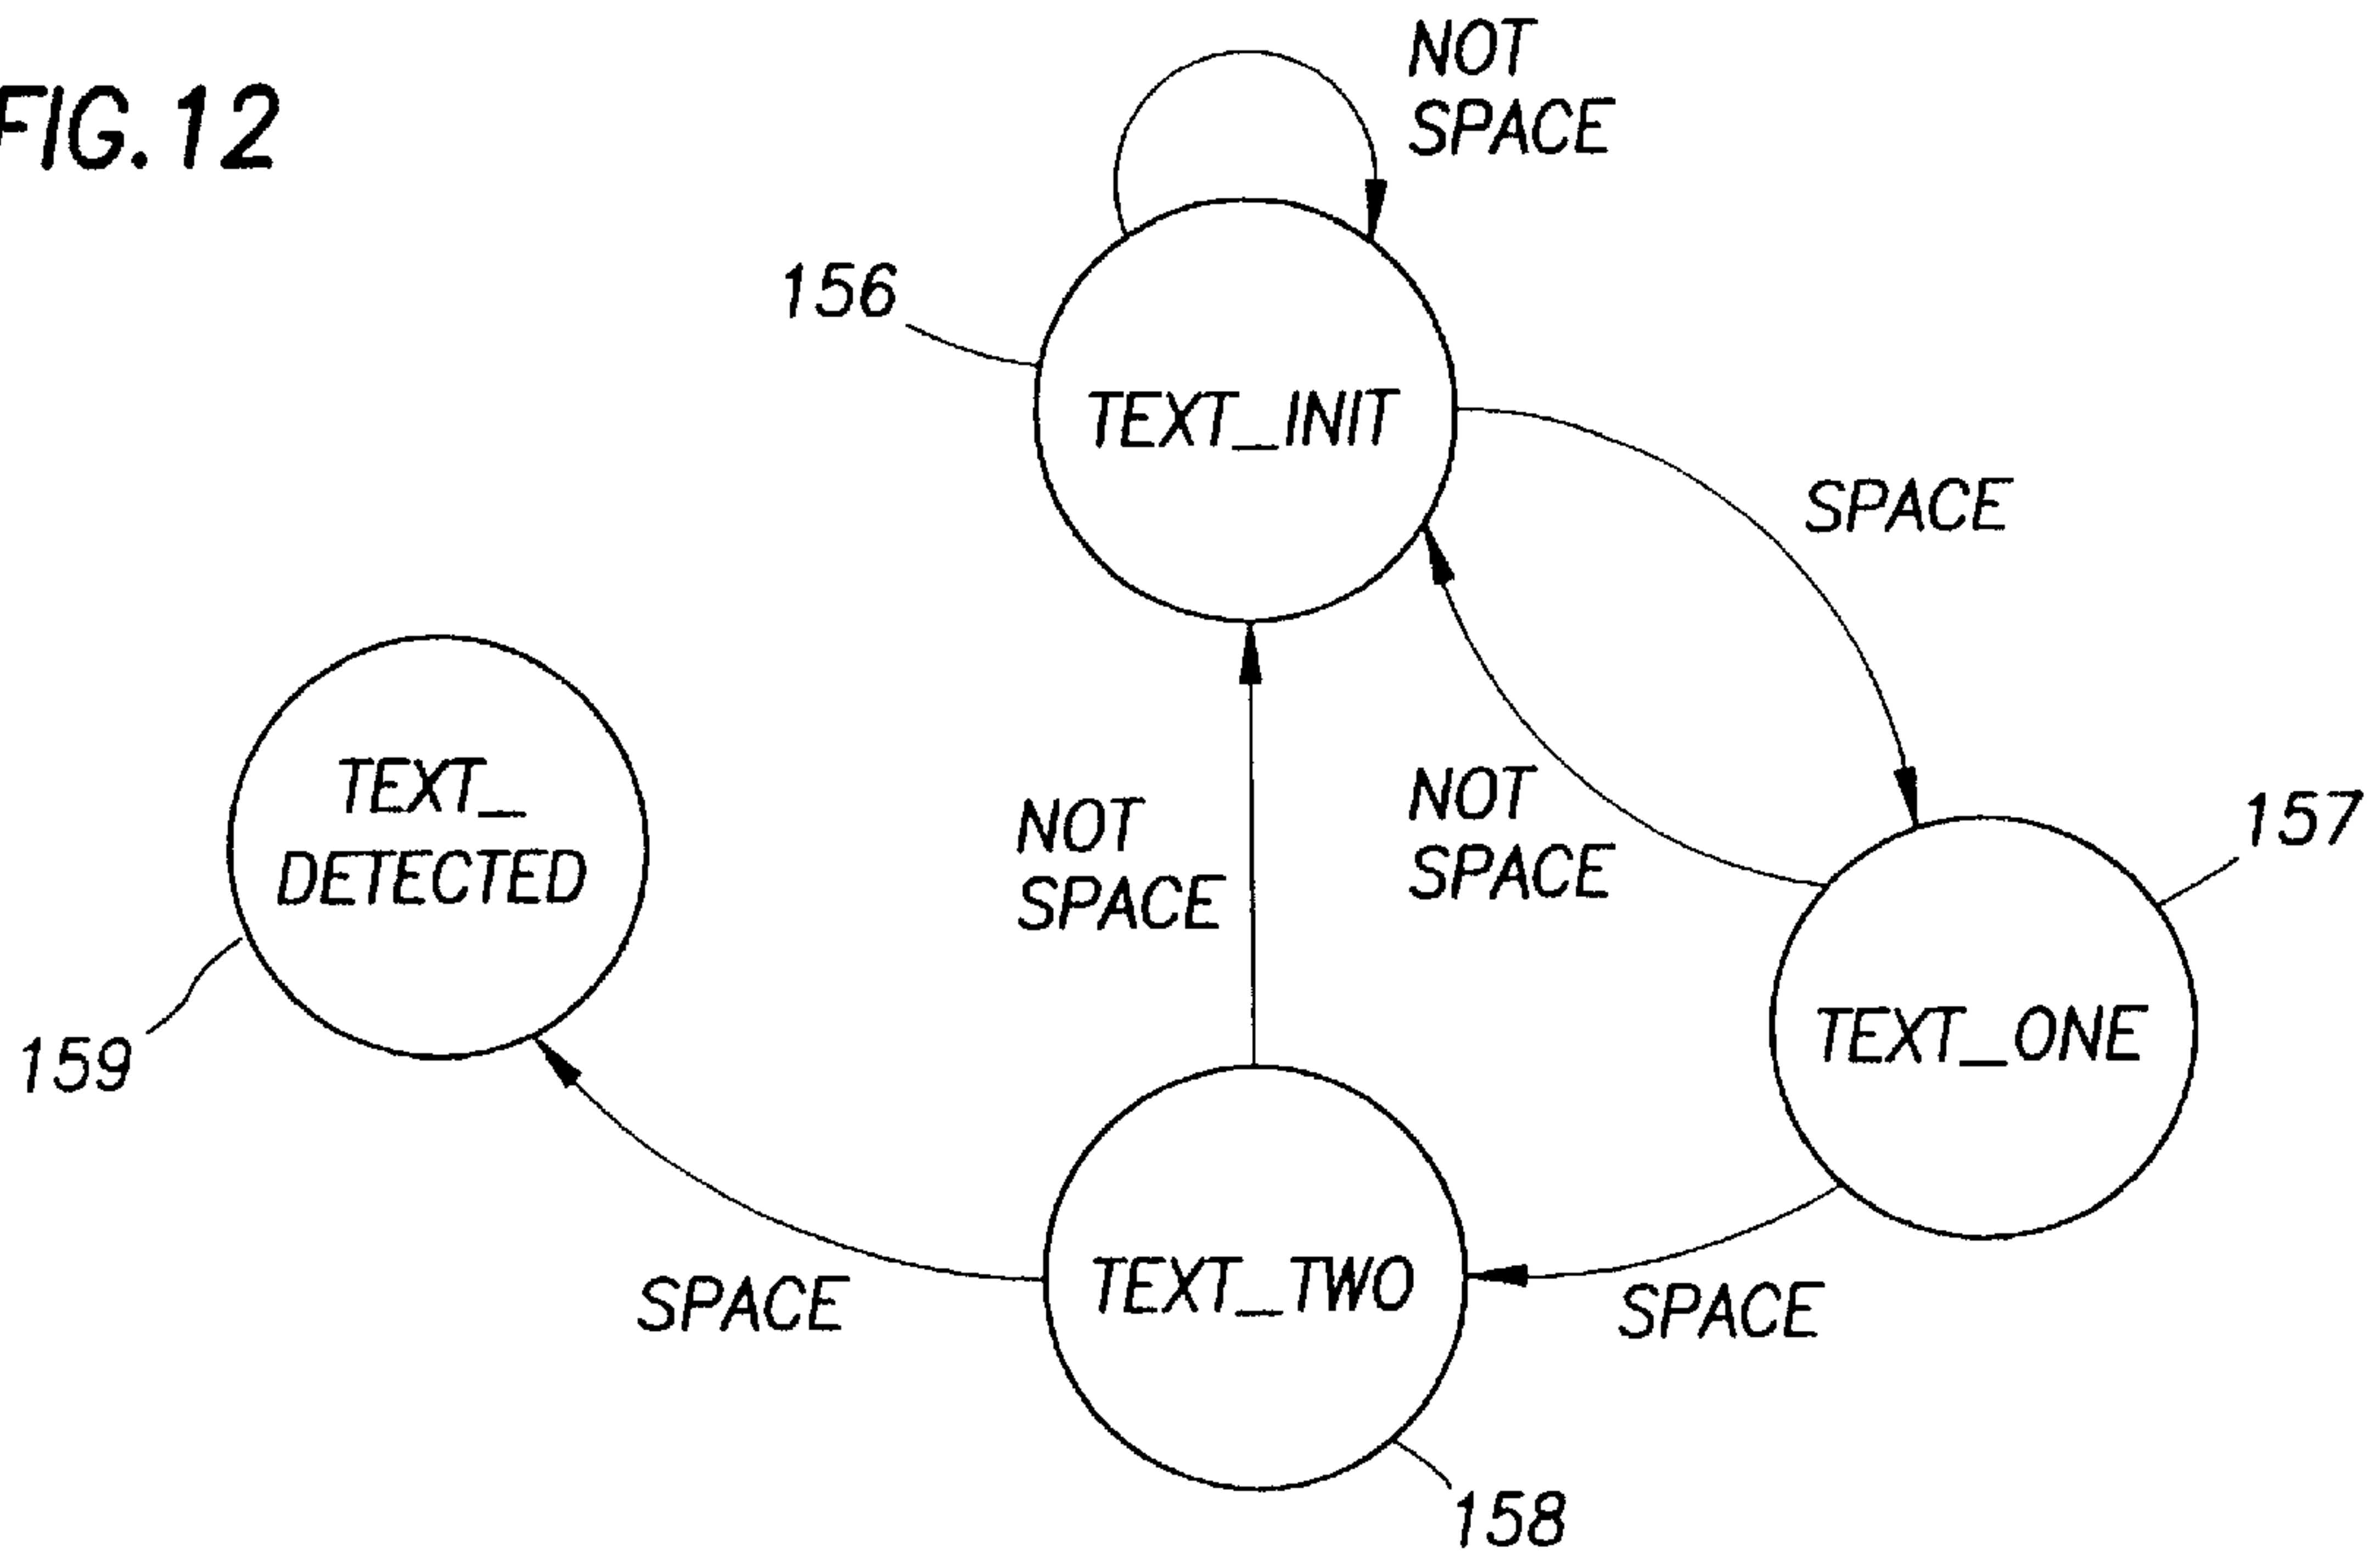 FIG. 12
NOT
SPACE
156
TEXT_INIT
SPACE
TEXT_
DETECTED
NOT
SPACE
NOT
SPACE
157
TEXT_ONE
159
TEXT_TWO
SPACE
SPACE
158